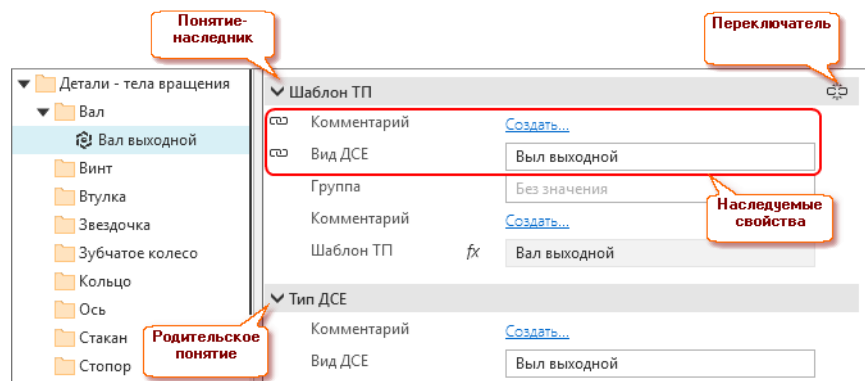 Понятие-
наследник
Переключатель
Детали - тела вращения
Вал
Вал выходной
Винт
Втулка
Звездочка
Зубчатое колесо
Кольцо
Ось
Стакан
Стопор
Шаблон ТП
Комментарий Создать...
Вид ДСЕ Выл выходной
Группа Без значения
Комментарий Создать...
Шаблон ТП fx Вал выходной
Наследуемые
свойства
Тип ДСЕ
Родительское
понятие
Комментарий Создать...
Вид ДСЕ Выл выходной